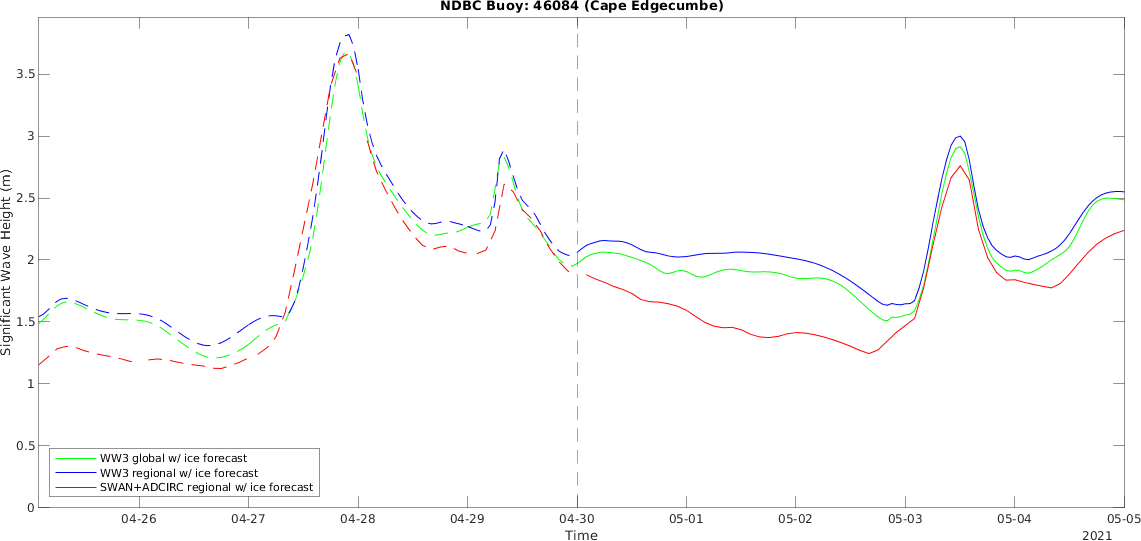 NDBC Buoy: 46084 (Cape Edgecumbe)
Significant Wave Height (m)
3.5
3
2.5
2
1.5
1
0.5
0
WW3 global w/ ice forecast
WW3 regional w/ ice forecast
SWAN+ADCIRC regional w/ ice forecast
04-26 04-27 04-28 04-29 04-30 05-01 05-02 05-03 05-04 05-05
Time
2021